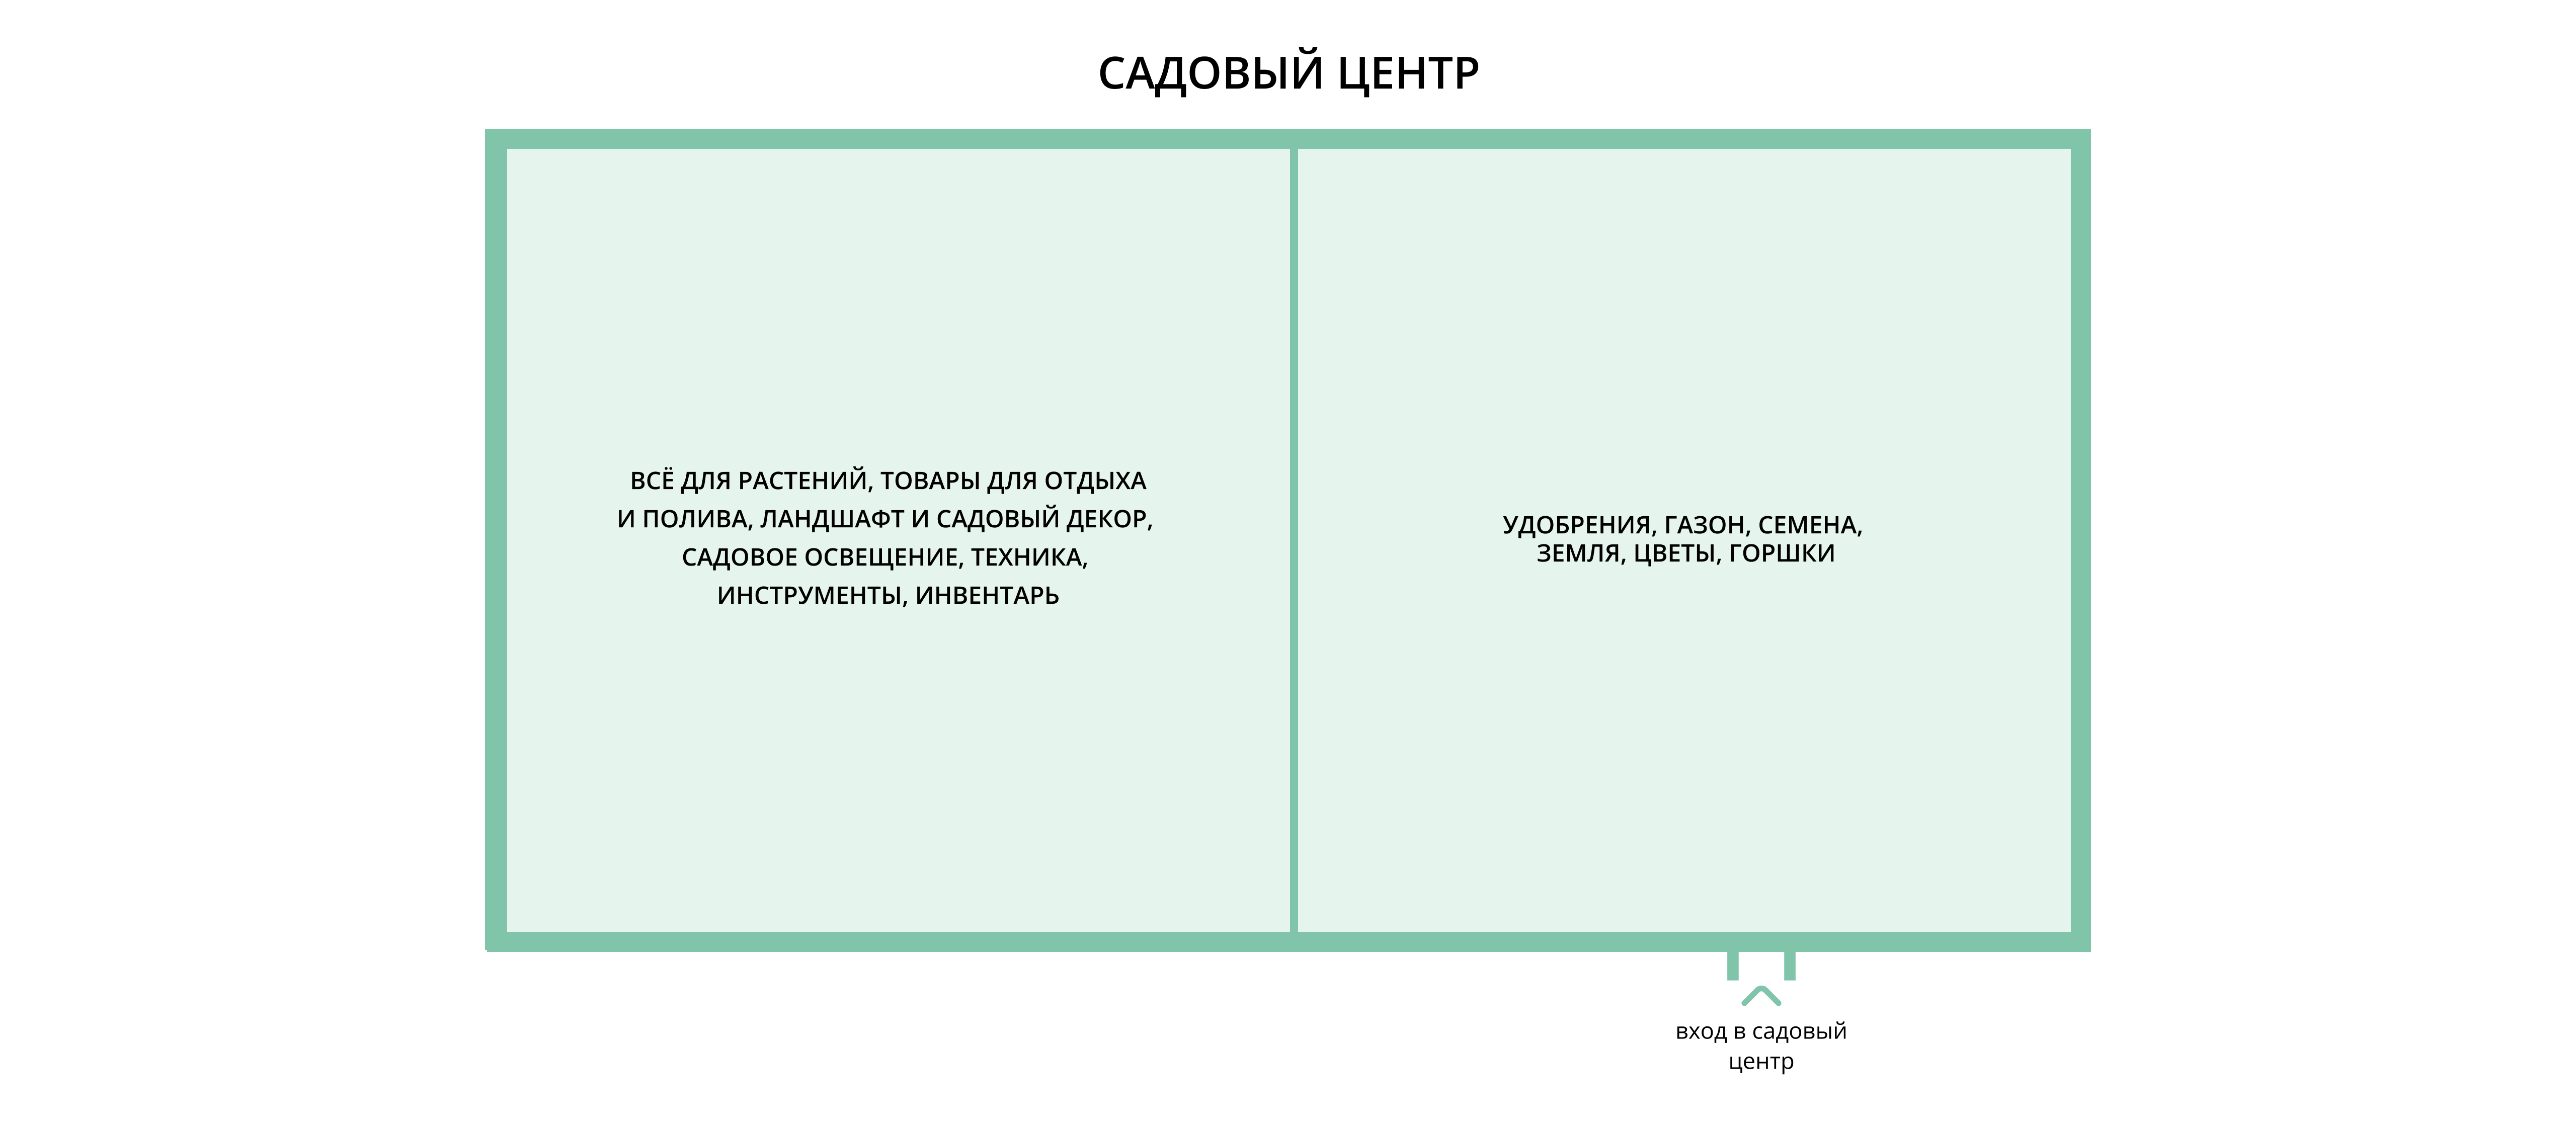 САДОВЫЙ ЦЕНТР
ВСЁ ДЛЯ РАСТЕНИЙ, ТОВАРЫ ДЛЯ ОТДЫХА
И ПОЛИВА, ЛАНДШАФТ И САДОВЫЙ ДЕКОР,
САДОВОЕ ОСВЕЩЕНИЕ, ТЕХНИКА,
ИНСТРУМЕНТЫ, ИНВЕНТАРЬ
УДОБРЕНИЯ, ГАЗОН, СЕМЕНА,
ЗЕМЛЯ, ЦВЕТЫ, ГОРШКИ
вход в садовый
центр